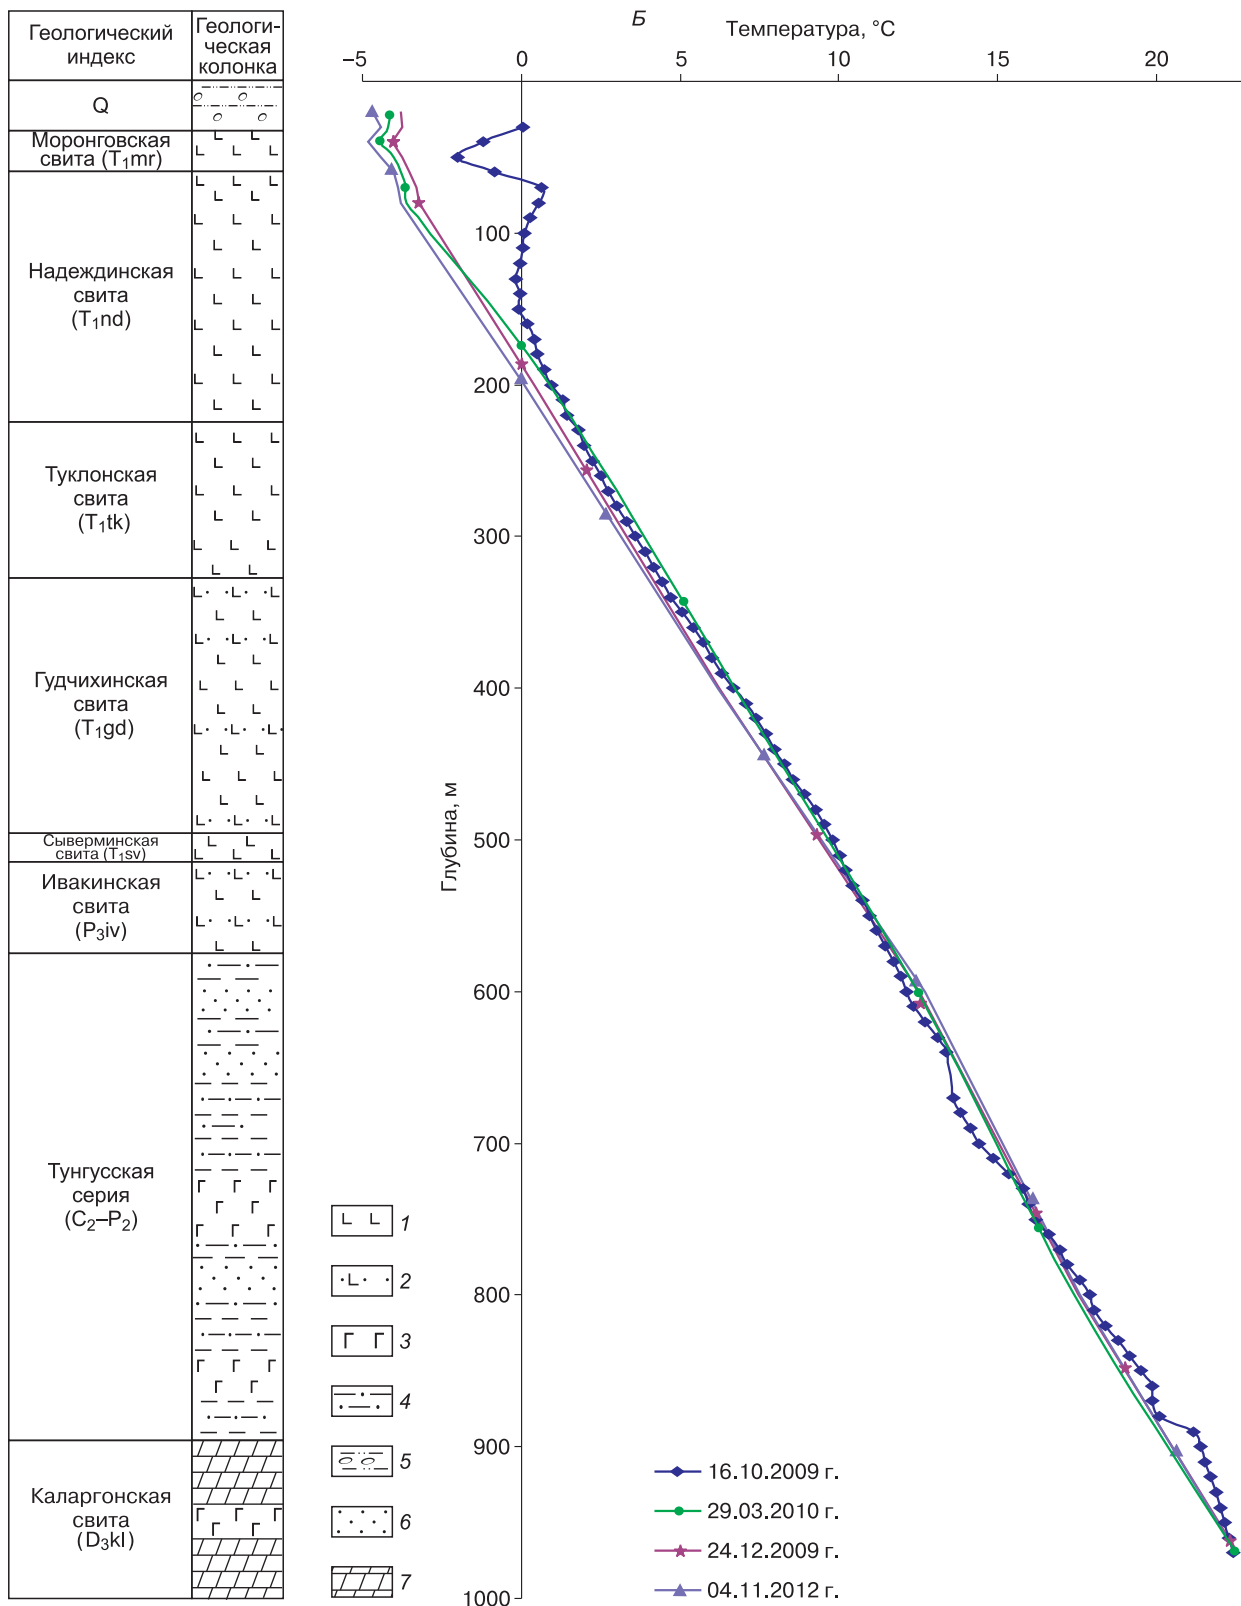 Геологический
индекс
Геологи-
ческая
колонка
Q
Моронговская
свита (T₁mr)
Надеждинская
свита
(T₁nd)
Туклонская
свита
(T₁tk)
Гудчихинская
свита
(T₁gd)
Сыверминская
свита (T₁sv)
Ивакинская
свита
(P₃iv)
Тунгусская
серия
(C₂–P₂)
Каларгонская
свита
(D₃kl)
1
2
3
4
5
6
7
Б
Температура, °C
–5 0 5 10 15 20
Глубина, м
100
200
300
400
500
600
700
800
900
1000
16.10.2009 г.
29.03.2010 г.
24.12.2009 г.
04.11.2012 г.